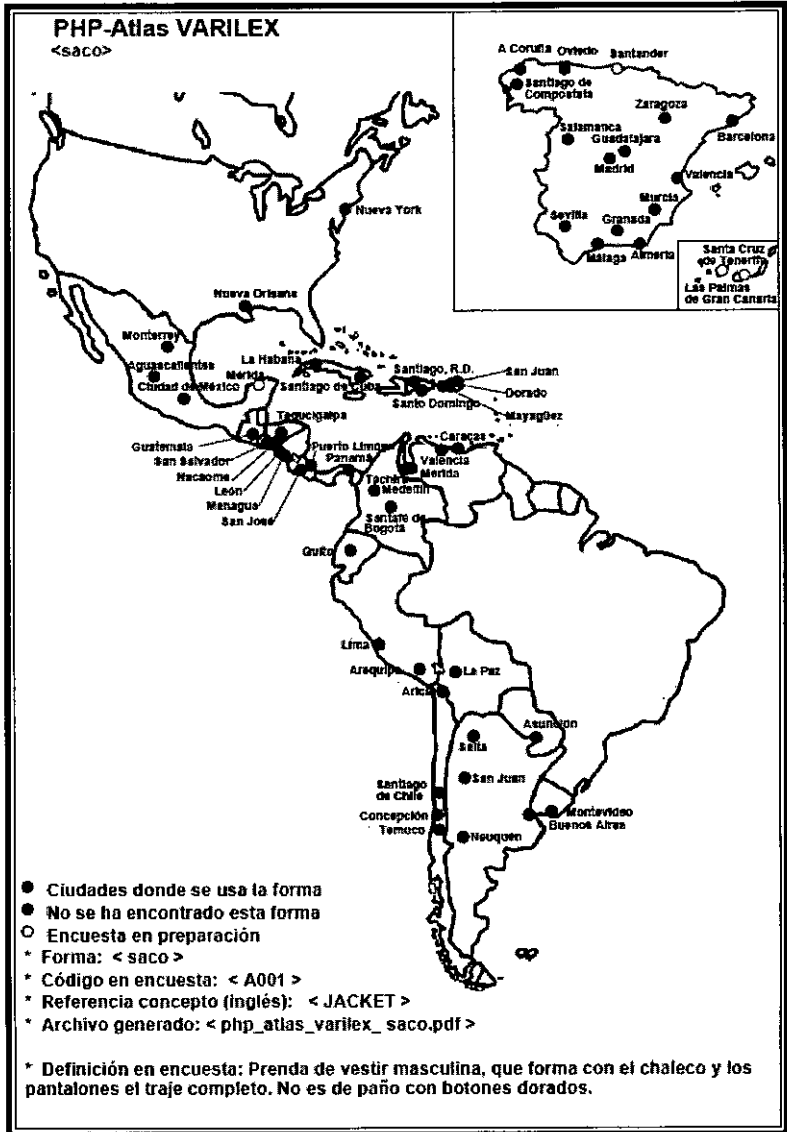 PHP-Atlas VARILEX
<saco>
A Coruña Oviedo Santander
Santiago de
Compostata
Zaragoza
Barcelona
Salamanca
Guadalajara
Madrid
Valencia
Murcia
Sevilla
Granada
Málaga Almeria
Santa Cruz
de Tenerife
Las Palmas
de Gran Canaria
Nueva York
Nueva Orleans
Monterrey
Aguascalientes
Ciudad de México
Mérida
La Habana
Santiago de Cuba
Santiago, R.D.
Santo Domingo
San Juan
Dorado
Mayagüez
Tegucigalpa
Guatemala
San Salvador
Nacaome
León
Managua
San José
Puerto Limón
Panamá
Caracas
Valencia
Merida
Táchira
Medellín
Santafé de
Bogota
Quito
Lima
Arequipa
La Paz
Arica
Salta
Asunción
San Juan
Santiago
de Chile
Concepción
Temuco
Montevideo
Buenos Aires
Neuquén
Ciudades donde se usa la forma
No se ha encontrado esta forma
Encuesta en preparación
* Forma: < saco >
* Código en encuesta: < A001 >
* Referencia concepto (inglés): < JACKET >
* Archivo generado: < php_atlas_varilex_ saco.pdf >
* Definición en encuesta: Prenda de vestir masculina, que forma con el chaleco y los
pantalones el traje completo. No es de paño con botones dorados.